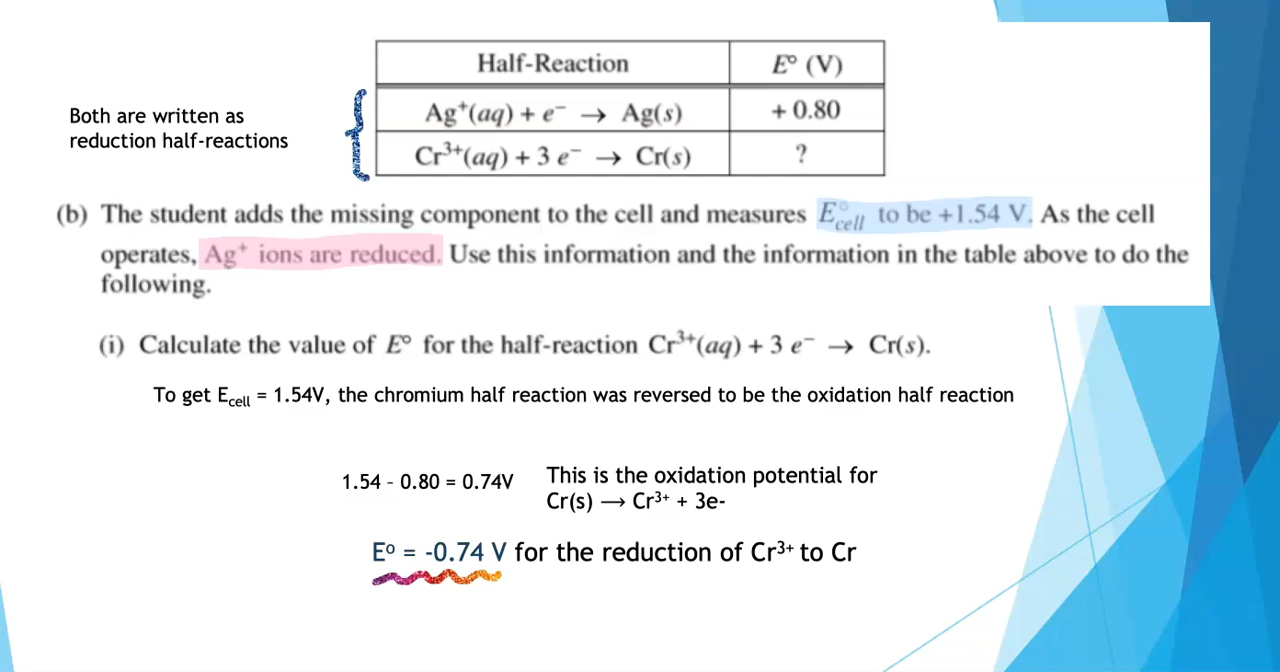 Half-Reaction E° (V)
Both are written as
reduction half-reactions
Ag⁺(aq) + e⁻ → Ag(s) + 0.80
Cr³⁺(aq) + 3 e⁻ → Cr(s) ?
(b) The student adds the missing component to the cell and measures E°cell to be +1.54 V. As the cell
operates, Ag⁺ ions are reduced. Use this information and the information in the table above to do the
following.
(i) Calculate the value of E° for the half-reaction Cr³⁺(aq) + 3 e⁻ → Cr(s).
To get Ecell = 1.54V, the chromium half reaction was reversed to be the oxidation half reaction
1.54 – 0.80 = 0.74V
This is the oxidation potential for
Cr(s) → Cr³⁺ + 3e-
Eº = -0.74 V for the reduction of Cr³⁺ to Cr